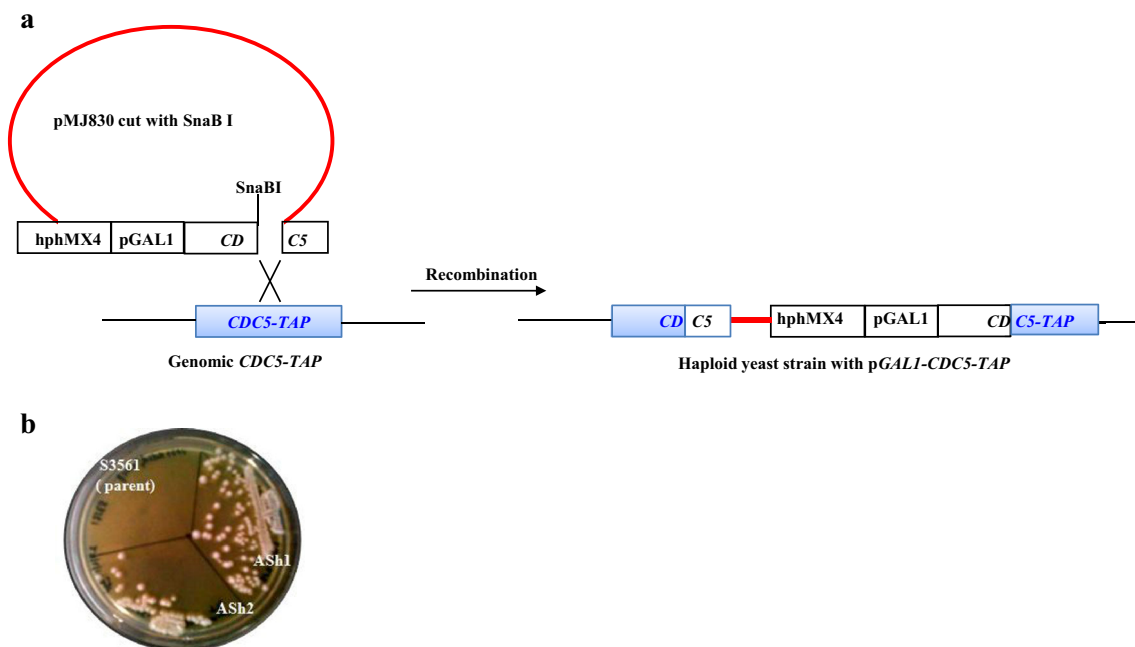 a
pMJ830 cut with SnaB I
SnaBI
hphMX4 pGAL1 CD C5
Recombination
CDC5-TAP
CD C5 hphMX4 pGAL1 CD C5-TAP
Genomic CDC5-TAP
Haploid yeast strain with pGAL1-CDC5-TAP
b
S3561
( parent)
ASh1
ASh2